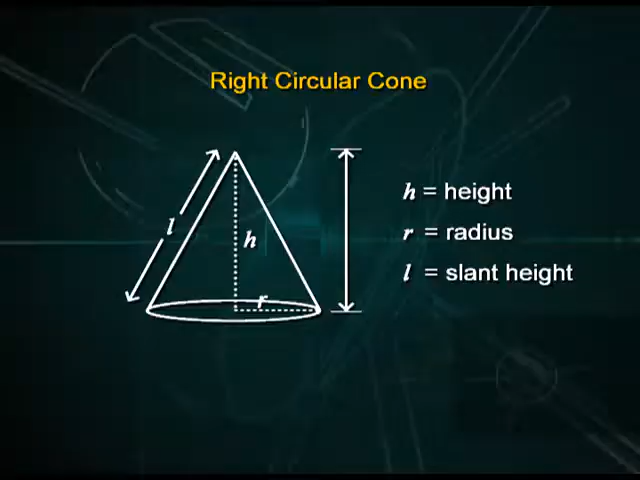 Right Circular Cone
l
h
r
h = height
r = radius
l = slant height